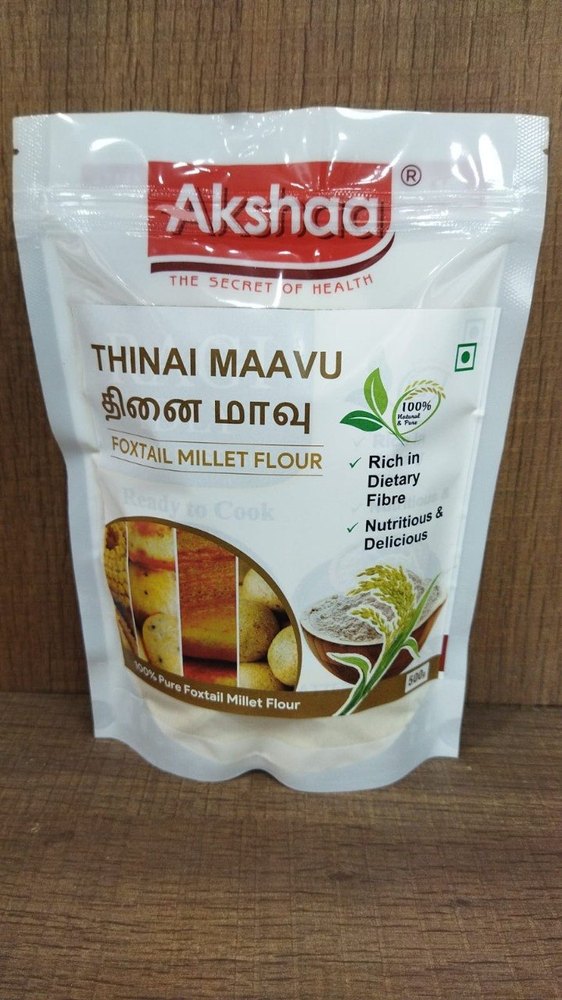 Akshaa ®
THE SECRET OF HEALTH
THINAI MAAVU
தினை மாவு
FOXTAIL MILLET FLOUR
100%
Natural
& Pure
✓ Rich in
Dietary
Fibre
✓ Nutritious &
Delicious
Ready to Cook
100% Pure Foxtail Millet Flour
500g